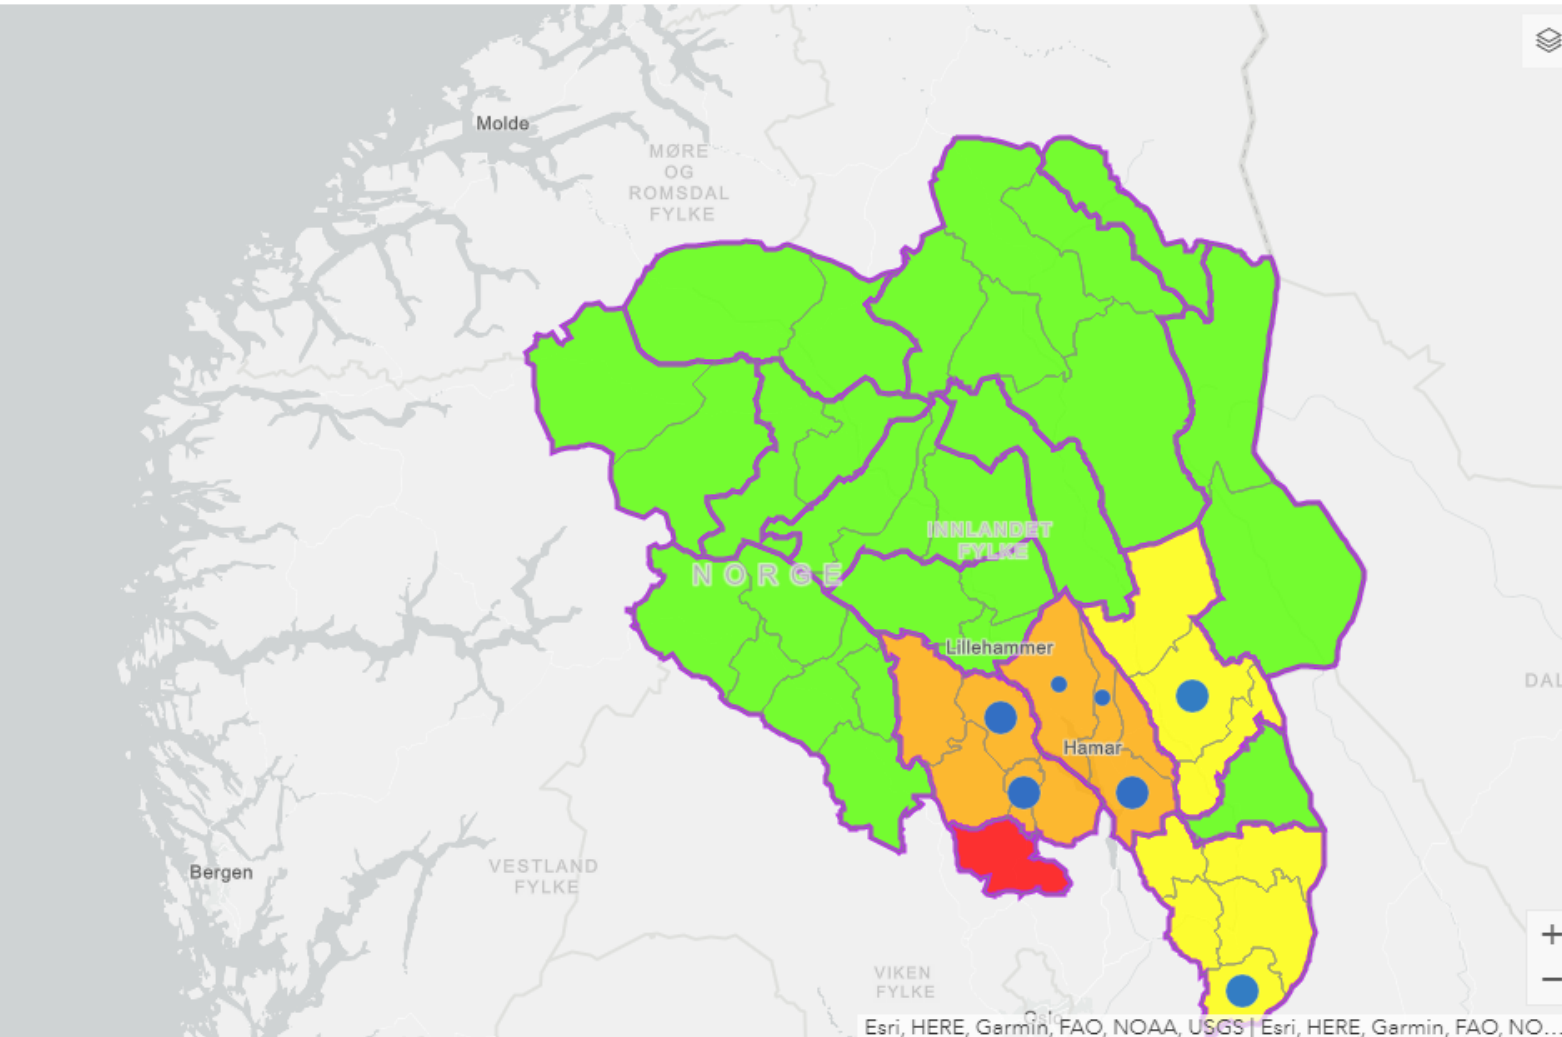 Molde
MØRE
OG
ROMSDAL
FYLKE
INNLANDET
FYLKE
NORGE
Lillehammer
DAL
Hamar
Bergen
VESTLAND
FYLKE
VIKEN
FYLKE
Oslo
Esri, HERE, Garmin, FAO, NOAA, USGS | Esri, HERE, Garmin, FAO, NO...
+
−